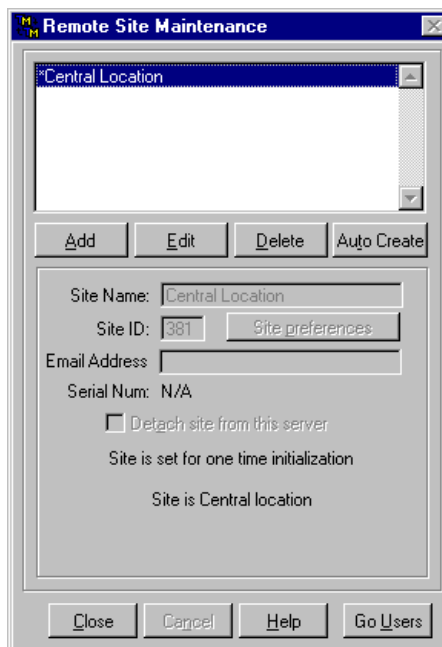 Remote Site Maintenance
*Central Location
Add Edit Delete Auto Create
Site Name: Central Location
Site ID: 381 Site preferences
Email Address
Serial Num: N/A
Detach site from this server
Site is set for one time initialization
Site is Central location
Close Cancel Help Go Users